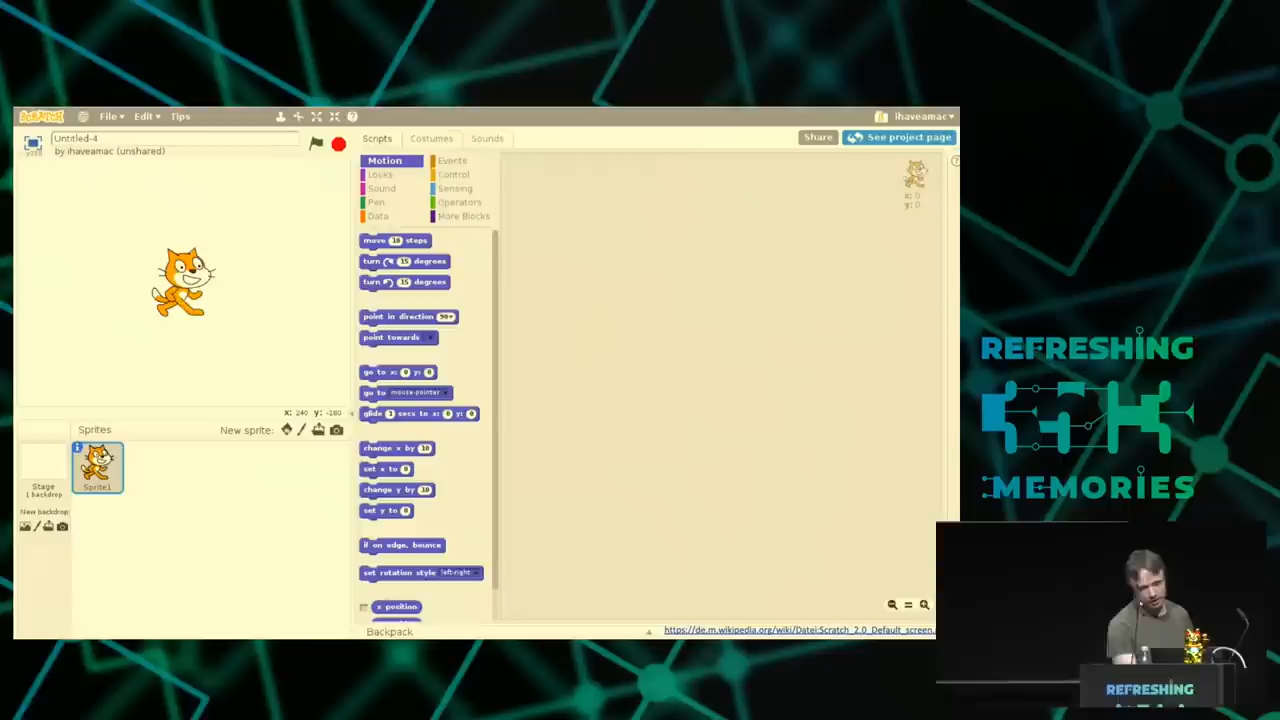 SCRATCH
File
Edit
Tips
ihaveamac
Untitled-4
by ihaveamac (unshared)
Scripts
Costumes
Sounds
Share
See project page
Motion
Looks
Sound
Pen
Data
Events
Control
Sensing
Operators
More Blocks
x: 0
y: 0
move 10 steps
turn 15 degrees
turn 15 degrees
point in direction 90
point towards
go to x: 0 y: 0
go to mouse-pointer
glide 1 secs to x: 0 y: 0
change x by 10
set x to 0
change y by 10
set y to 0
if on edge, bounce
set rotation style left-right
x position
x: 240 y: -180
Sprites
New sprite:
Sprite1
Stage
1 backdrop
New backdrop:
Backpack
https://de.m.wikipedia.org/wiki/Datei:Scratch_2.0_Default_screen.
REFRESHING
MEMORIES
REFRESHING